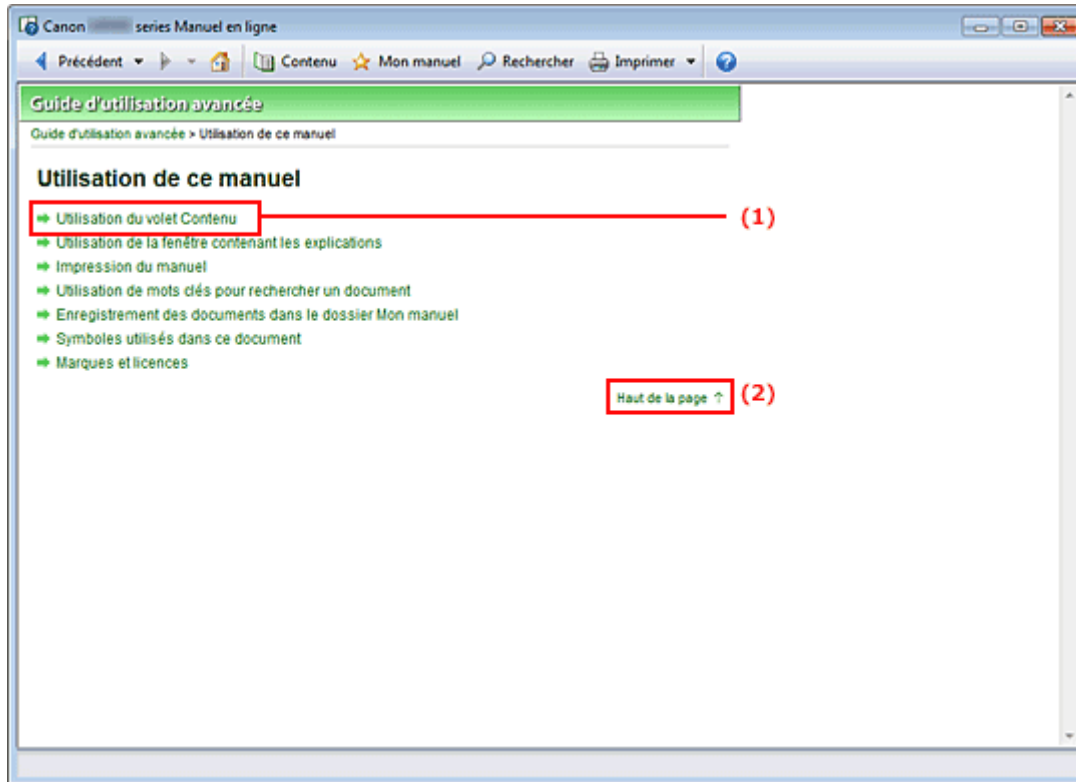 Canon series Manuel en ligne
Précédent Contenu Mon manuel Rechercher Imprimer
Guide d'utilisation avancée
Guide d'utilisation avancée > Utilisation de ce manuel
Utilisation de ce manuel
Utilisation du volet Contenu (1)
Utilisation de la fenêtre contenant les explications
Impression du manuel
Utilisation de mots clés pour rechercher un document
Enregistrement des documents dans le dossier Mon manuel
Symboles utilisés dans ce document
Marques et licences
Haut de la page ↑ (2)